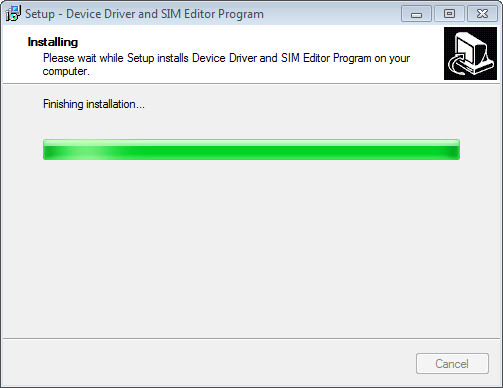 Setup - Device Driver and SIM Editor Program
Installing
Please wait while Setup installs Device Driver and SIM Editor Program on your
computer.
Finishing installation...
Cancel